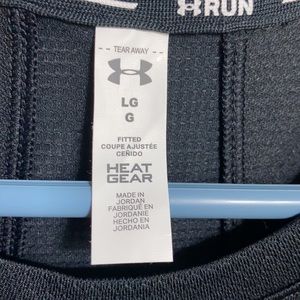 RUN
- TEAR AWAY -
LG
G
FITTED
COUPE AJUSTÉE
CEÑIDO
HEAT
GEAR
MADE IN
JORDAN
FABRIQUÉ EN
JORDANIE
HECHO EN
JORDANIA